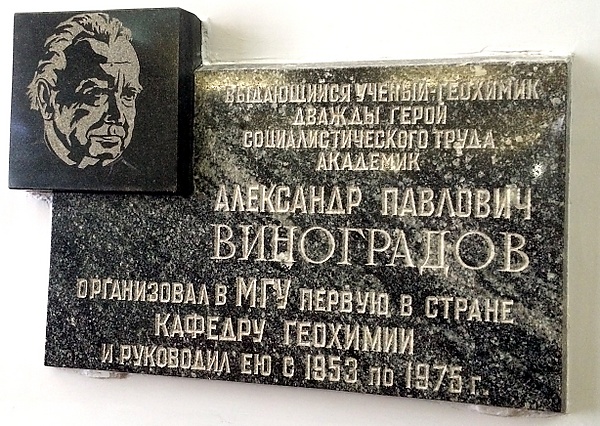 ВЫДАЮЩИЙСЯ УЧЕНЫЙ-ГЕОХИМИК
ДВАЖДЫ ГЕРОЙ
СОЦИАЛИСТИЧЕСКОГО ТРУДА
АКАДЕМИК
АЛЕКСАНДР ПАВЛОВИЧ
ВИНОГРАДОВ
ОРГАНИЗОВАЛ В МГУ ПЕРВУЮ В СТРАНЕ
КАФЕДРУ ГЕОХИМИИ
И РУКОВОДИЛ ЕЮ С 1953 ПО 1975 Г.